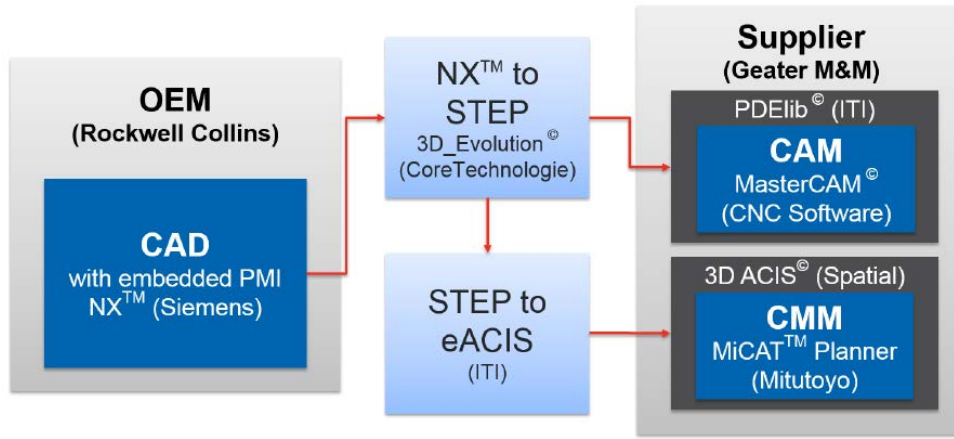 OEM
(Rockwell Collins)
CAD
with embedded PMI
NX™ (Siemens)
NX™ to
STEP
3D_Evolution©
(CoreTechnologie)
STEP to
eACIS
(ITI)
Supplier
(Geater M&M)
PDElib© (ITI)
CAM
MasterCAM©
(CNC Software)
3D ACIS© (Spatial)
CMM
MiCAT™ Planner
(Mitutoyo)